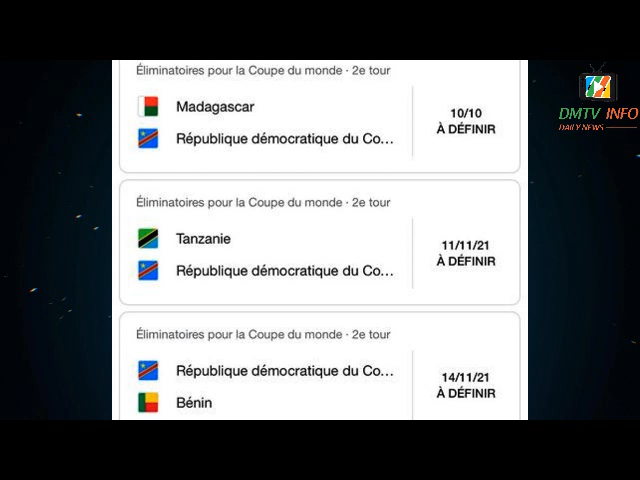 Éliminatoires pour la Coupe du monde · 2e tour
Madagascar
République démocratique du Co...
10/10
À DÉFINIR
Éliminatoires pour la Coupe du monde · 2e tour
Tanzanie
République démocratique du Co...
11/11/21
À DÉFINIR
Éliminatoires pour la Coupe du monde · 2e tour
République démocratique du Co...
Bénin
14/11/21
À DÉFINIR
DMTV INFO
DAILY NEWS